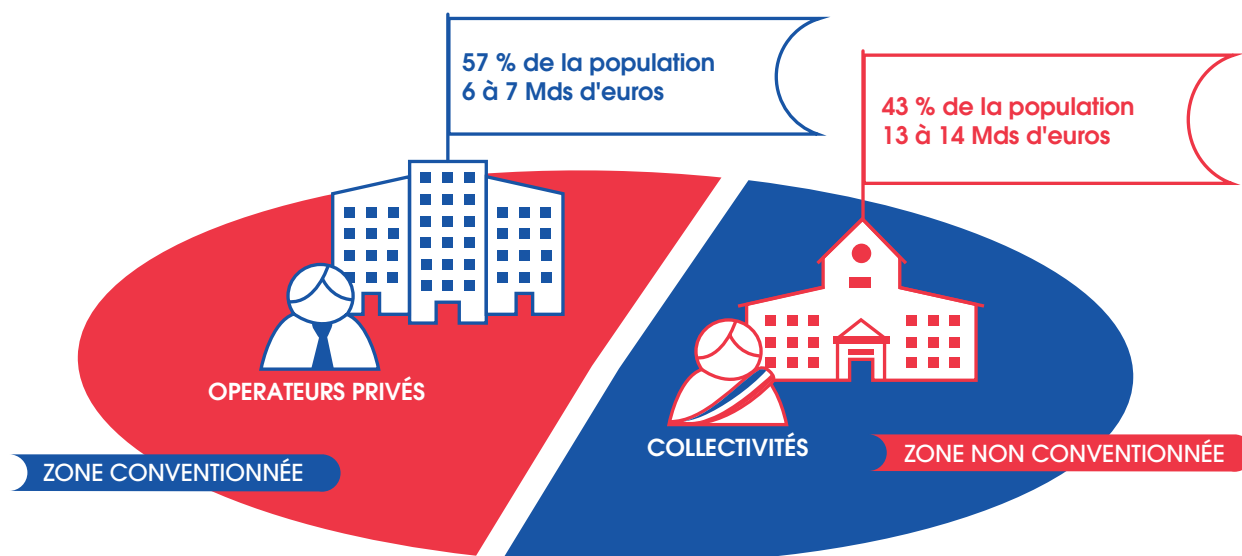 57 % de la population
6 à 7 Mds d'euros
43 % de la population
13 à 14 Mds d'euros
OPERATEURS PRIVÉS
COLLECTIVITÉS
ZONE CONVENTIONNÉE
ZONE NON CONVENTIONNÉE